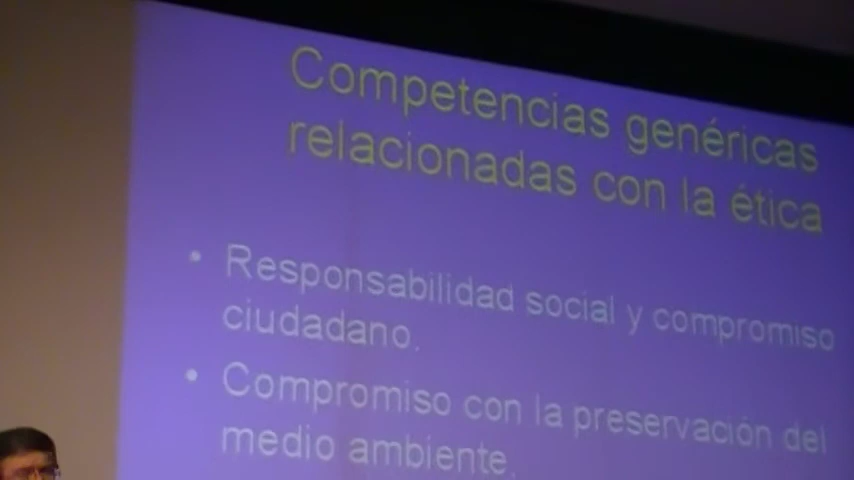 Competencias genéricas
relacionadas con la ética
• Responsabilidad social y compromiso
ciudadano.
• Compromiso con la preservación del
medio ambiente.